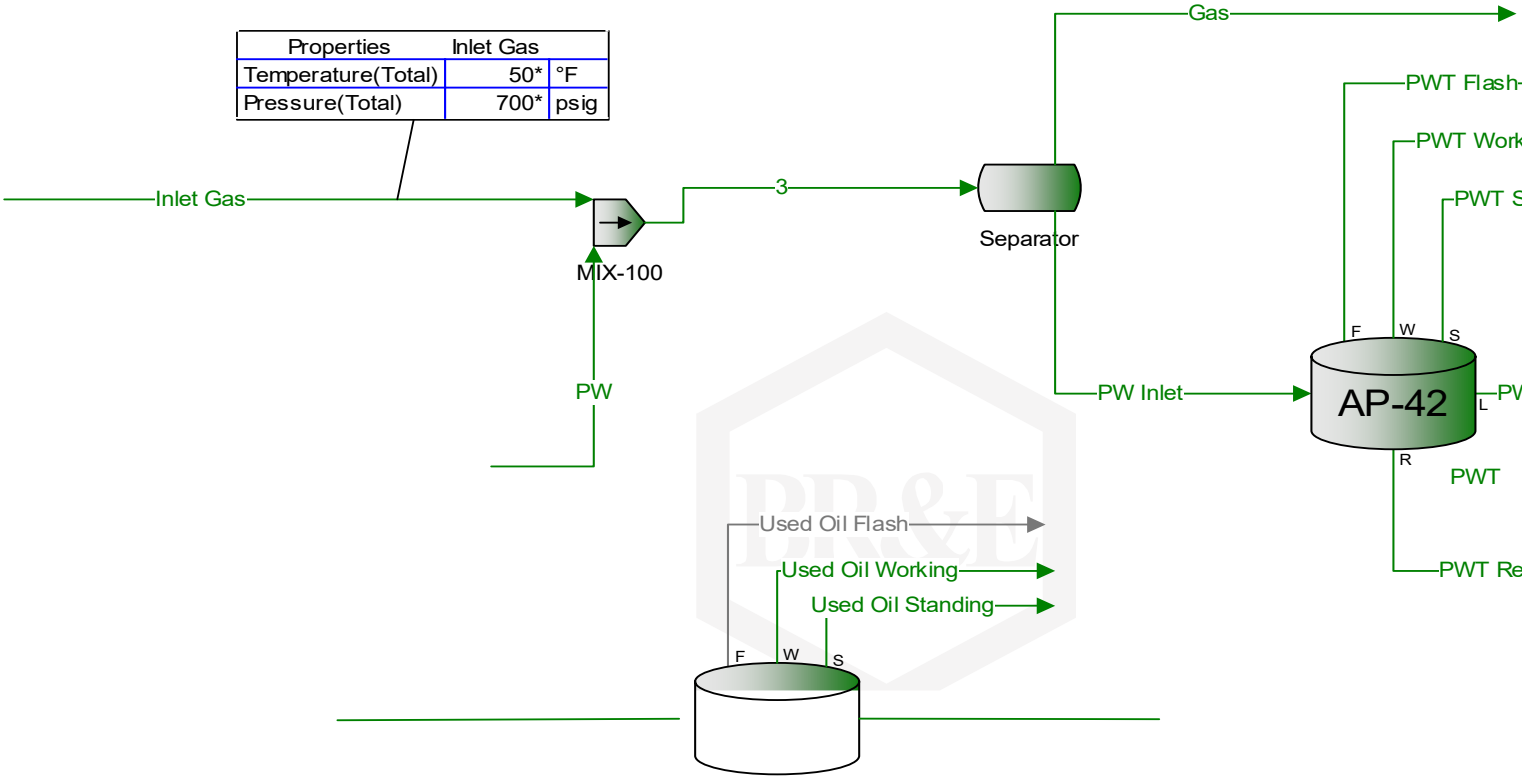 Gas
Properties Inlet Gas
Temperature(Total) 50* °F
Pressure(Total) 700* psig
PWT Flash
PWT Work
PWT S
Inlet Gas
3
Separator
MIX-100
F W S
AP-42
PW
PW Inlet
L
PW
R
PWT
BR&E
Used Oil Flash
Used Oil Working
PWT Re
Used Oil Standing
F W S